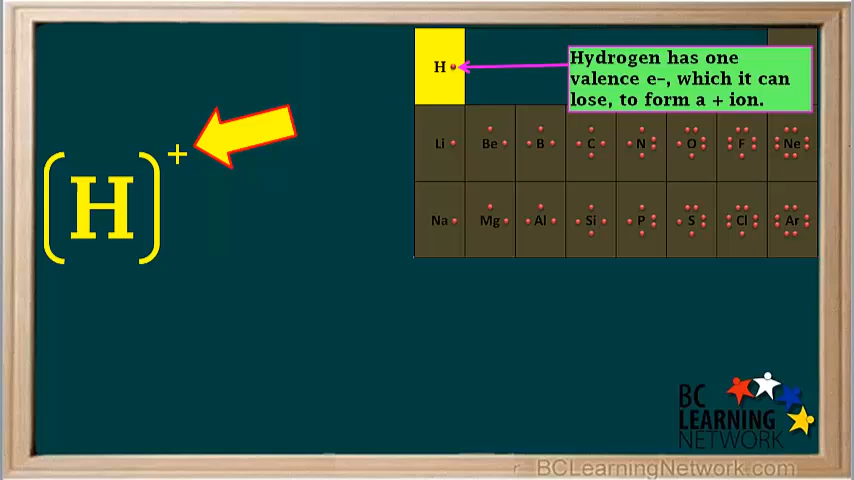 H
Hydrogen has one
valence e–, which it can
lose, to form a + ion.
(H)+
Li Be B C N O F Ne
Na Mg Al Si P S Cl Ar
BC
LEARNING
NETWORK
r BCLearningNetwork.com